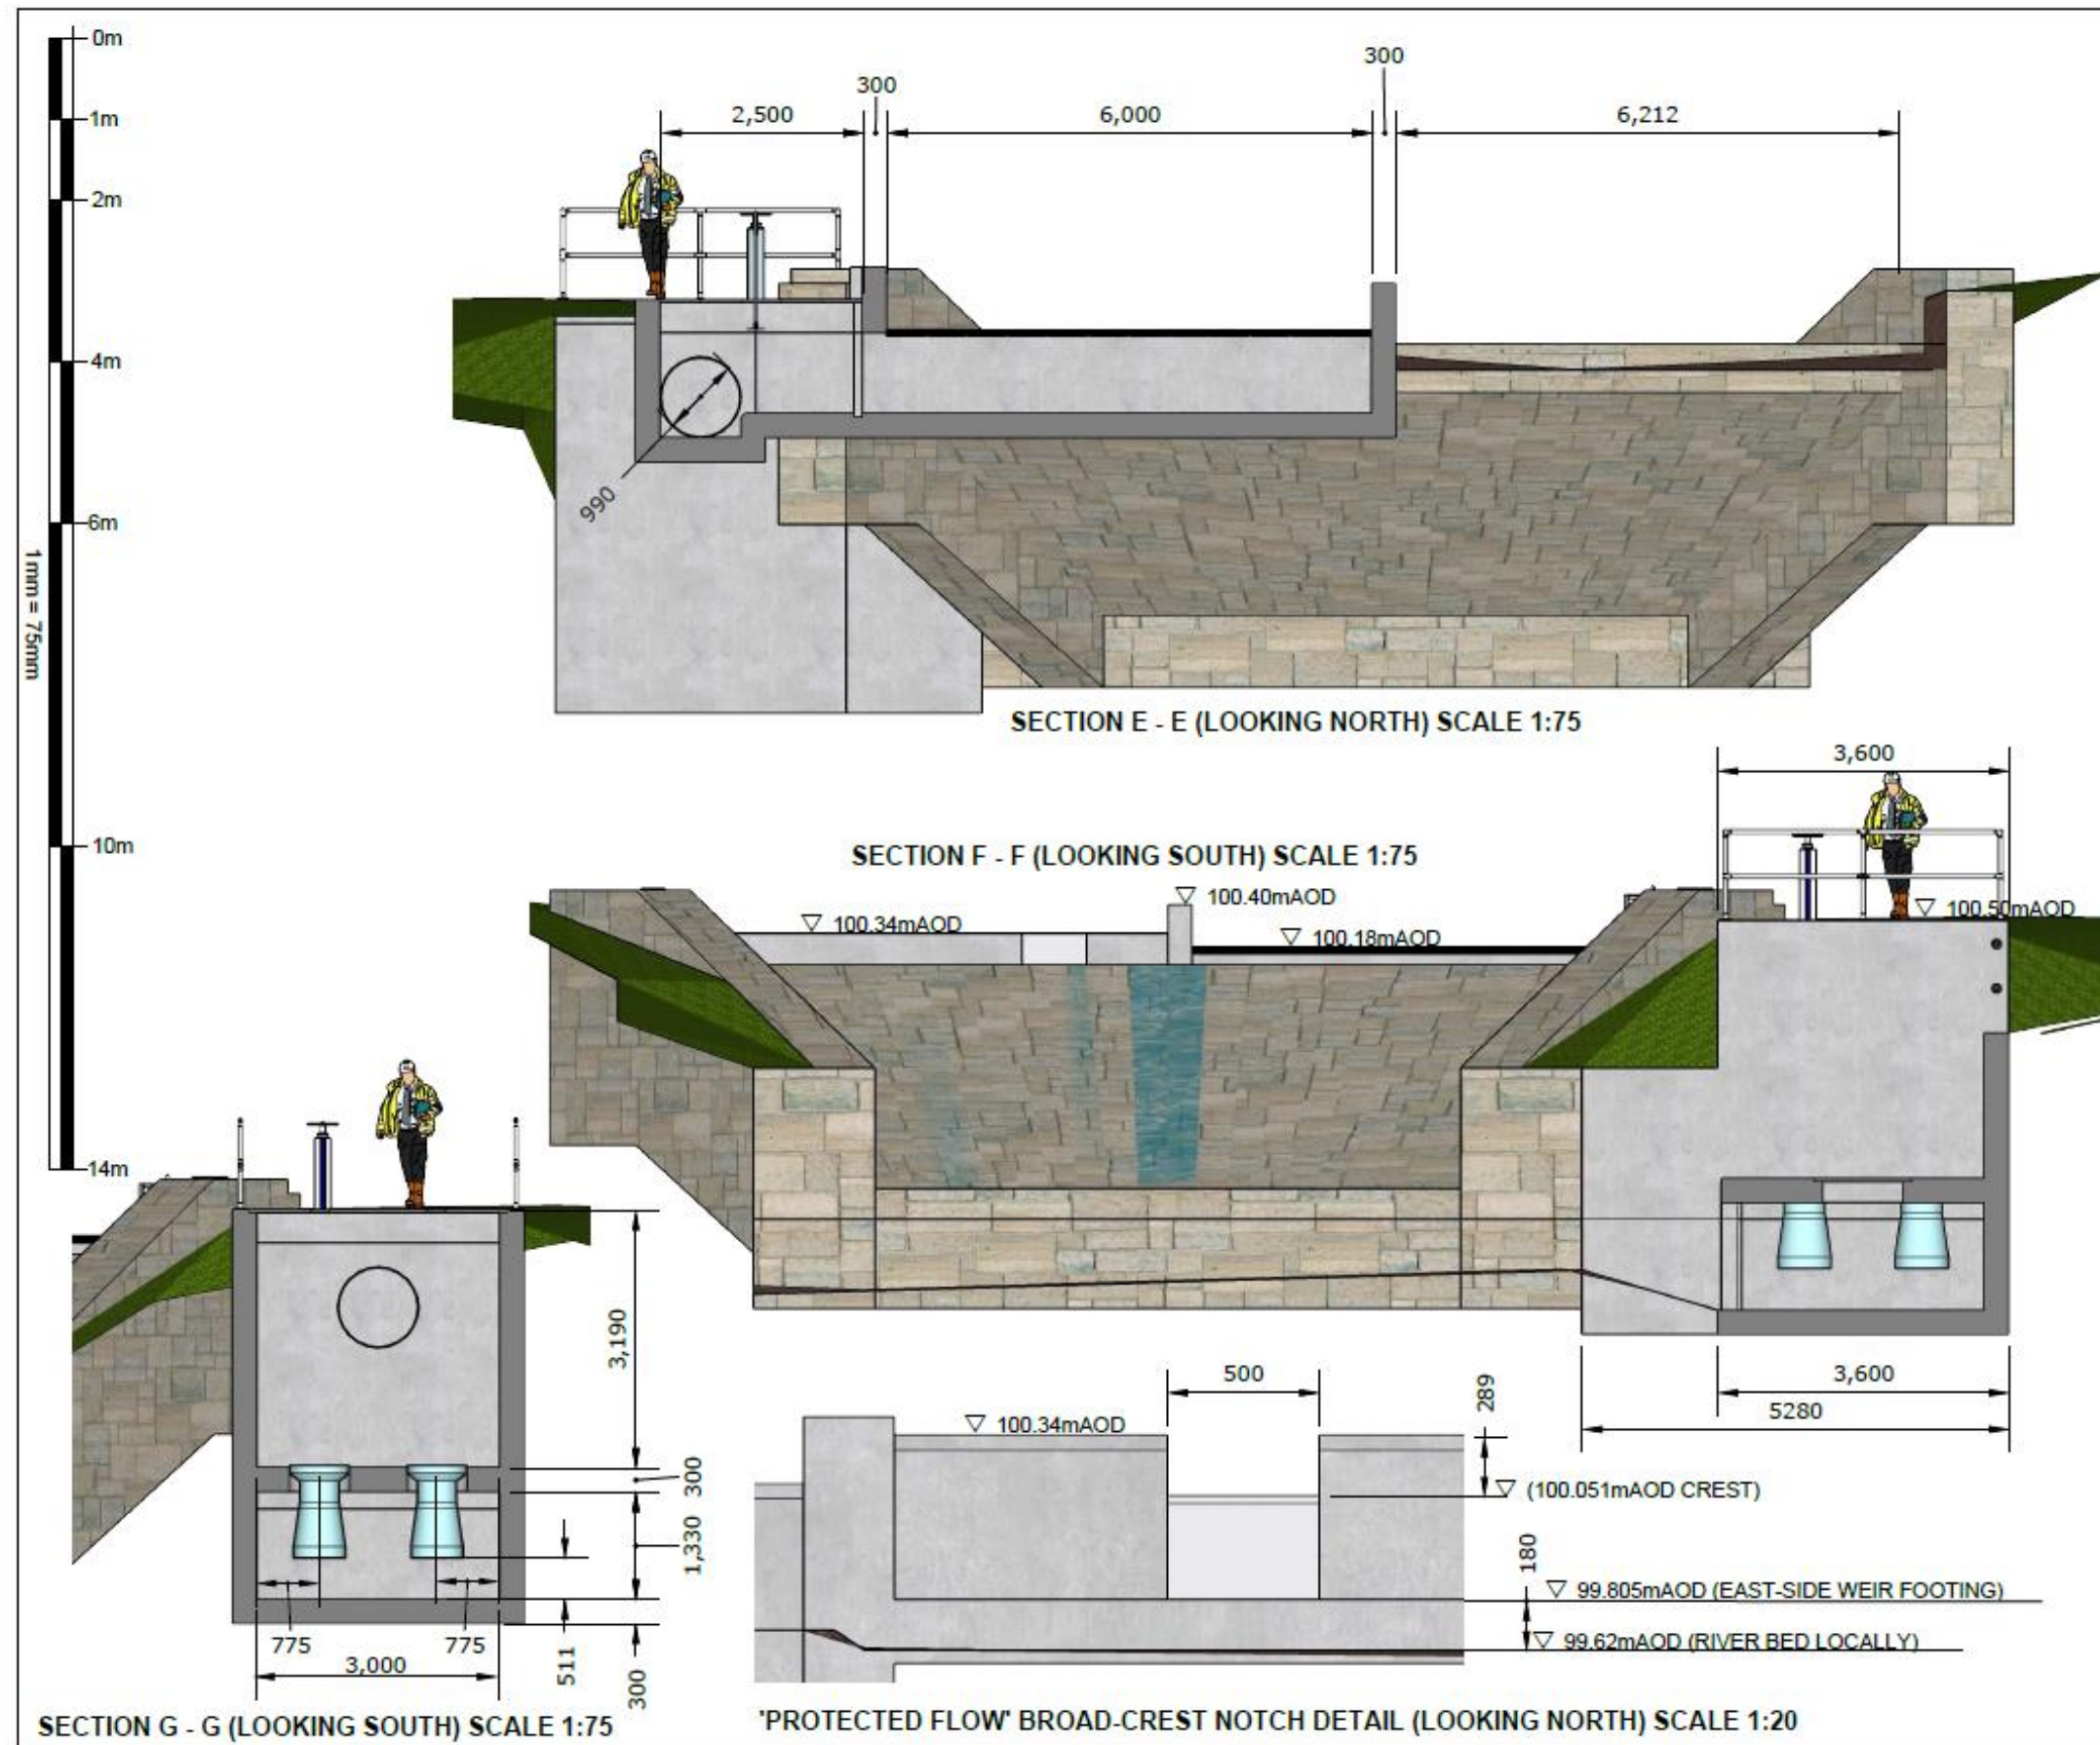 0m
1m
2m
4m
6m
10m
14m
1mm = 75mm
300
300
2,500
6,000
6,212
990
SECTION E - E (LOOKING NORTH) SCALE 1:75
3,600
SECTION F - F (LOOKING SOUTH) SCALE 1:75
100.40mAOD
100.34mAOD
100.18mAOD
100.50mAOD
3,600
5280
3,190
300
1,330
775
775
511
300
3,000
SECTION G - G (LOOKING SOUTH) SCALE 1:75
500
289
100.34mAOD
(100.051mAOD CREST)
180
99.805mAOD (EAST-SIDE WEIR FOOTING)
99.62mAOD (RIVER BED LOCALLY)
'PROTECTED FLOW' BROAD-CREST NOTCH DETAIL (LOOKING NORTH) SCALE 1:20